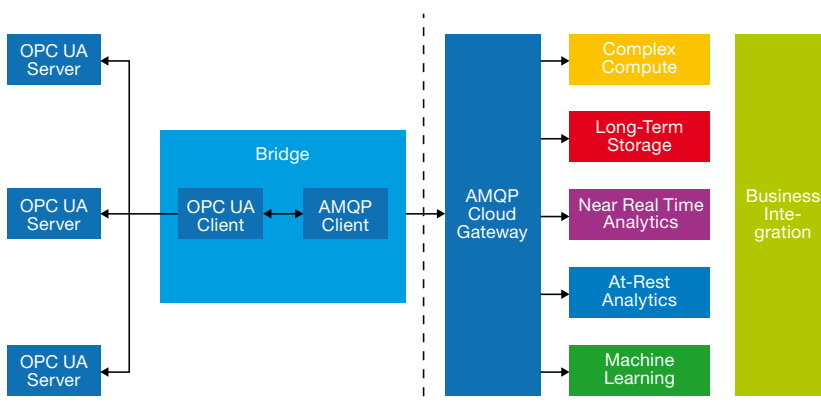 OPC UA
Server
OPC UA
Server
OPC UA
Server
Bridge
OPC UA
Client
AMQP
Client
AMQP
Cloud
Gateway
Complex
Compute
Long-Term
Storage
Near Real Time
Analytics
At-Rest
Analytics
Machine
Learning
Business
Inte-
gration